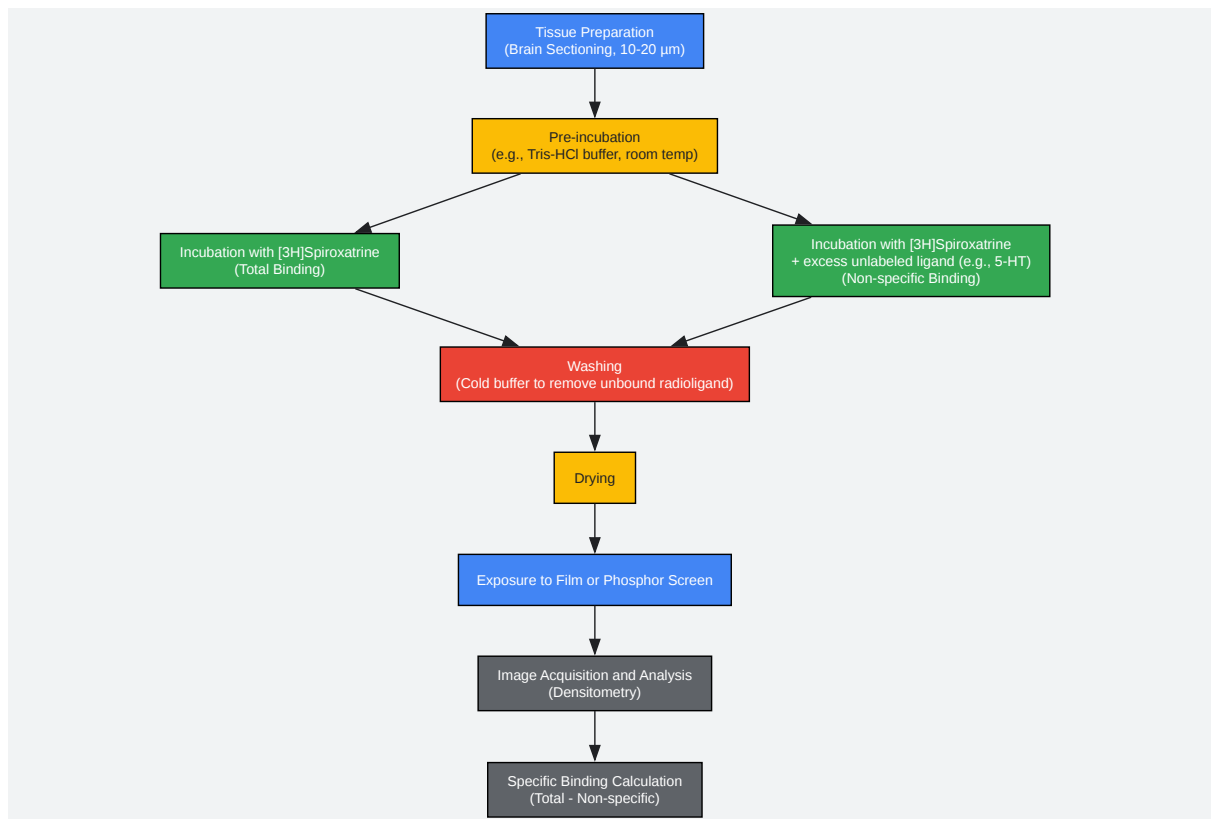 Tissue Preparation
(Brain Sectioning, 10-20 µm)
Pre-incubation
(e.g., Tris-HCl buffer, room temp)
Incubation with [3H]Spiroxatrine
(Total Binding)
Incubation with [3H]Spiroxatrine
+ excess unlabeled ligand (e.g., 5-HT)
(Non-specific Binding)
Washing
(Cold buffer to remove unbound radioligand)
Drying
Exposure to Film or Phosphor Screen
Image Acquisition and Analysis
(Densitometry)
Specific Binding Calculation
(Total - Non-specific)